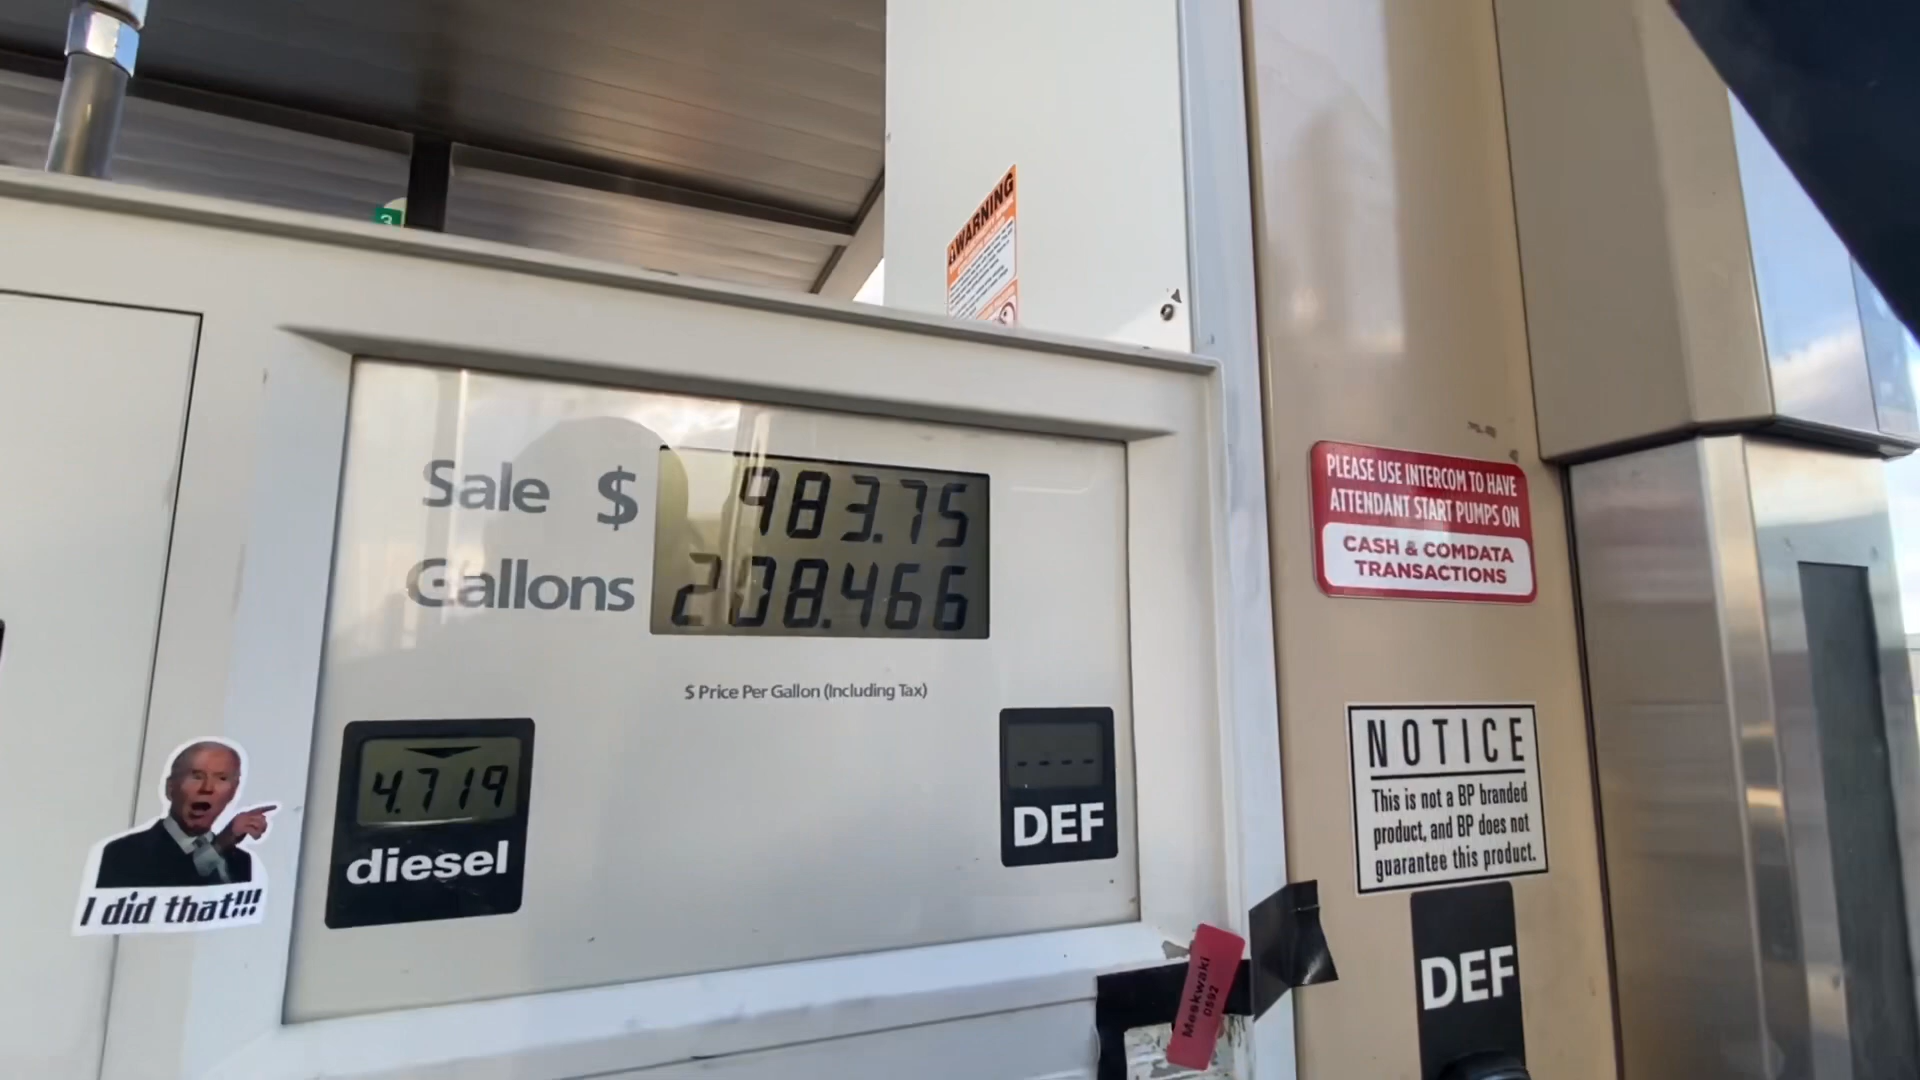 3
WARNING
Sale $ 983.75
Gallons 208.466
$ Price Per Gallon (Including Tax)
4.719
diesel
----
DEF
I did that!!!
PLEASE USE INTERCOM TO HAVE
ATTENDANT START PUMPS ON
CASH & COMDATA
TRANSACTIONS
NOTICE
This is not a BP branded
product, and BP does not
guarantee this product.
DEF
Meskwaki
0592